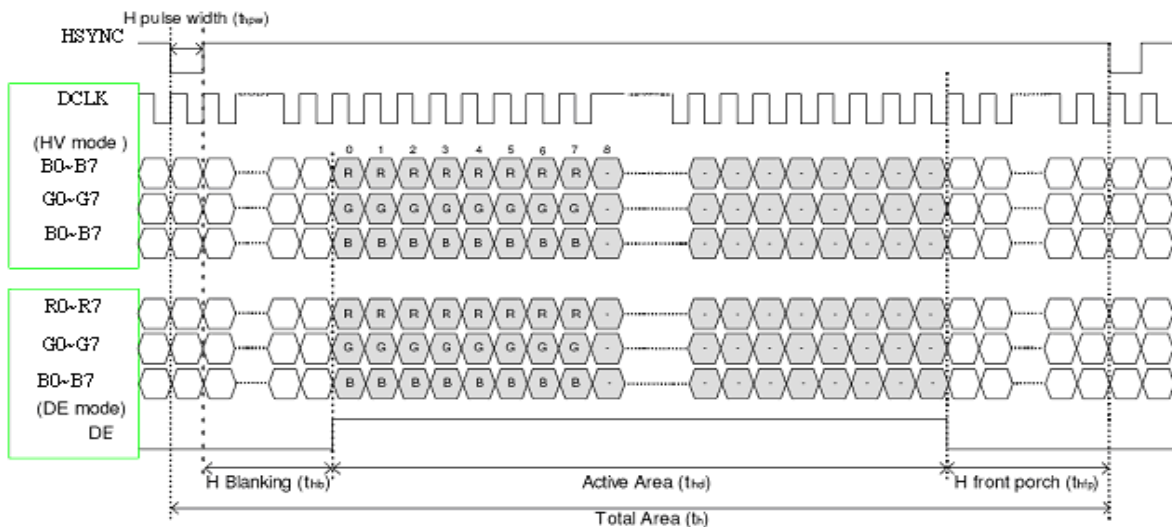 H pulse width (thpw)
HSYNC
DCLK
(HV mode )
0 1 2 3 4 5 6 7 8
B0~B7 R R R R R R R R - - - - - - - - -
G0~G7 G G G G G G G G - - - - - - - - -
B0~B7 B B B B B B B B - - - - - - - - -
R0~R7 R R R R R R R R - - - - - - - - -
G0~G7 G G G G G G G G - - - - - - - - -
B0~B7 B B B B B B B B - - - - - - - - -
(DE mode)
DE
H Blanking (thb) Active Area (thd) H front porch (thfp)
Total Area (th)